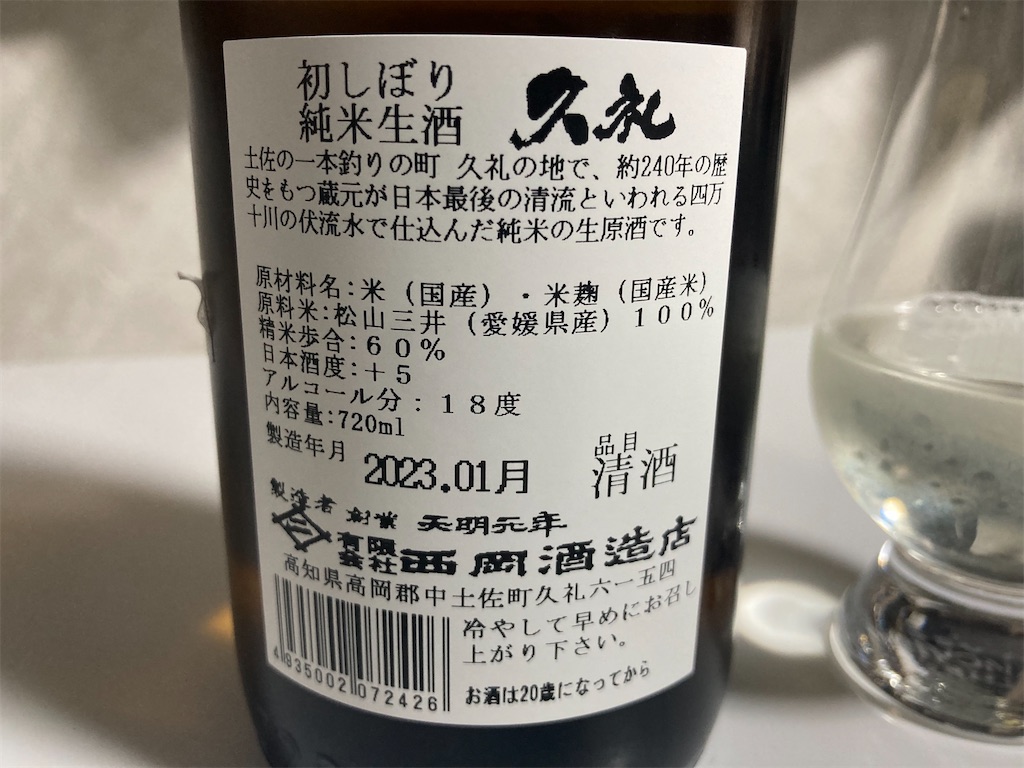 初しぼり
純米生酒
久礼
土佐の一本釣りの町 久礼の地で、約240年の歴
史をもつ蔵元が日本最後の清流といわれる四万
十川の伏流水で仕込んだ純米の生原酒です。
原材料名:米(国産)・米麹(国産米)
原料米:松山三井(愛媛県産)100%
精米歩合:60%
日本酒度:+5
アルコール分:18度
内容量:720ml
製造年月 2023.01月
品目
清酒
製造者 創業 天明元年
有限会社 西岡酒造店
高知県高岡郡中土佐町久礼六一五四
冷やして早めにお召し
上がり下さい。
お酒は20歳になってから
4935002072426